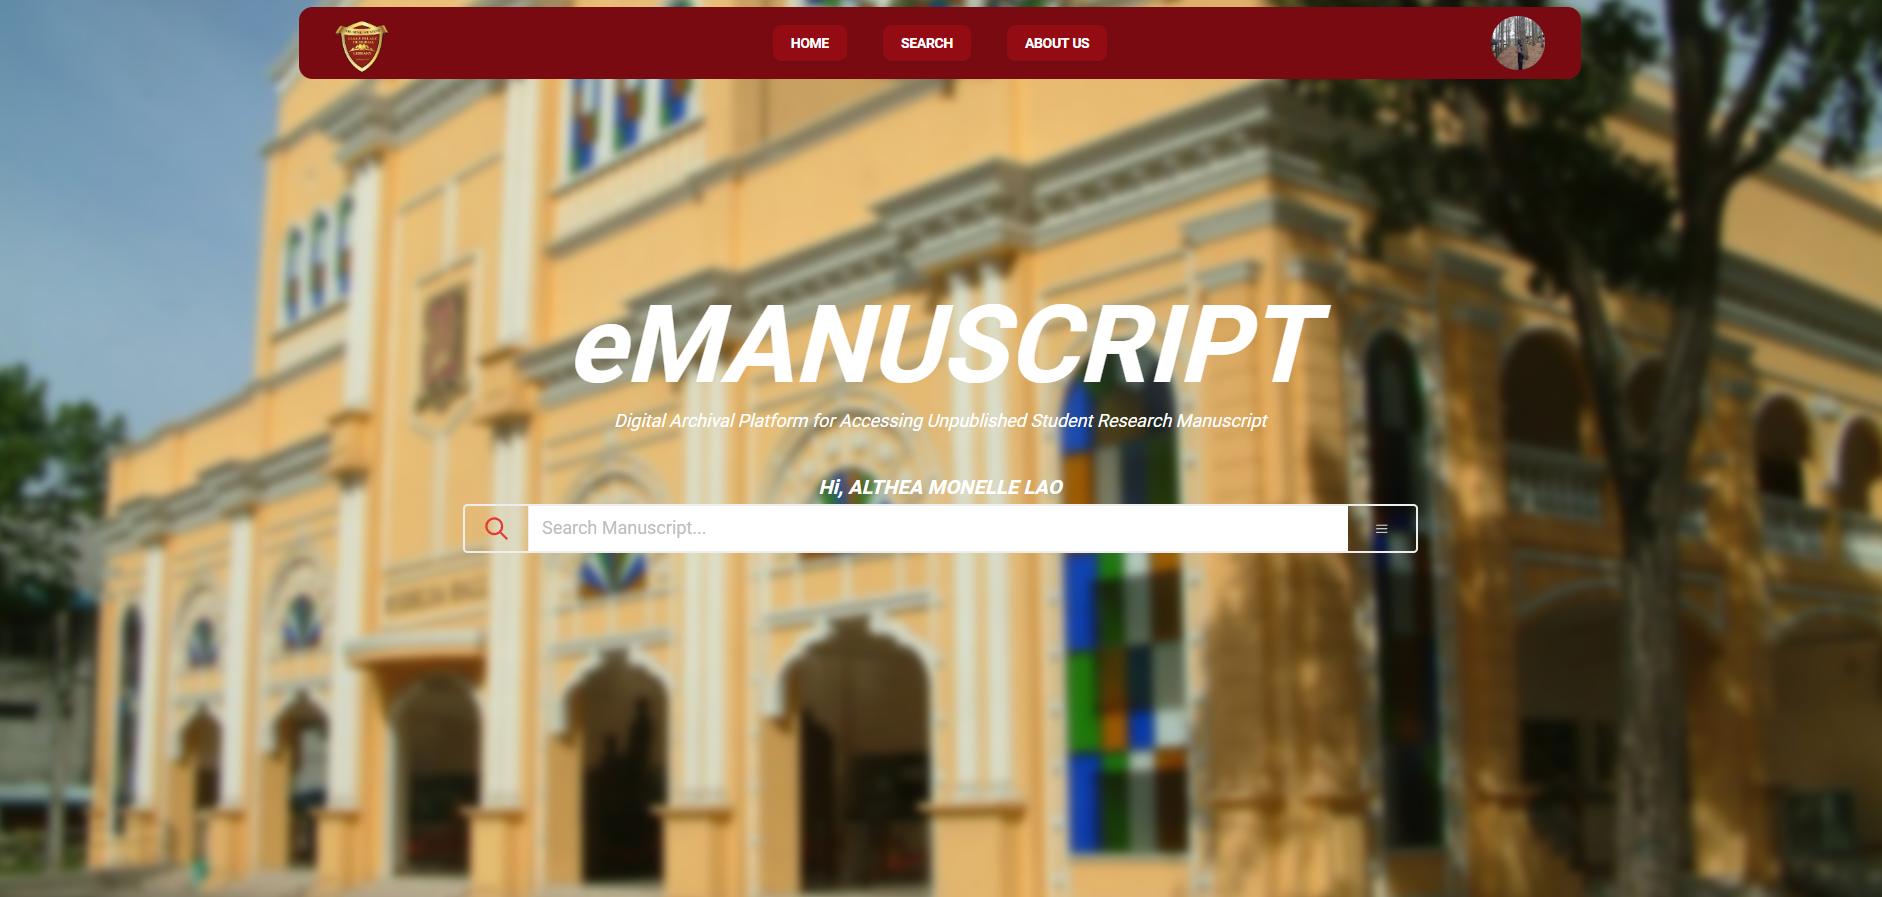 HOME
SEARCH
ABOUT US
eMANUSCRIPT
Digital Archival Platform for Accessing Unpublished Student Research Manuscript
Hi, ALTHEA MONELLE LAO
Search Manuscript...